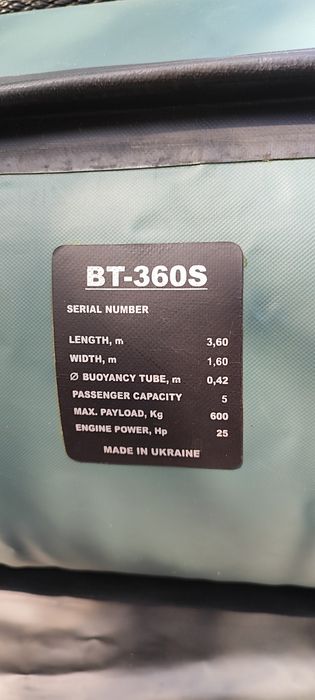 BT-360S
SERIAL NUMBER
LENGTH, m 3,60
WIDTH, m 1,60
Ø BUOYANCY TUBE, m 0,42
PASSENGER CAPACITY 5
MAX. PAYLOAD, Kg 600
ENGINE POWER, Hp 25
MADE IN UKRAINE